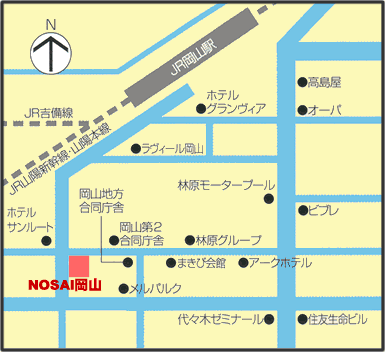 N
JR岡山駅
高島屋
ホテル
グランヴィア
オーパ
JR吉備線
JR山陽新幹線・山陽本線
ラヴィール岡山
岡山地方
合同庁舎
林原モータープール
ホテル
サンルート
岡山第2
合同庁舎
林原グループ
ビブレ
NOSAI岡山
まきび会館
アークホテル
メルパルク
代々木ゼミナール
住友生命ビル